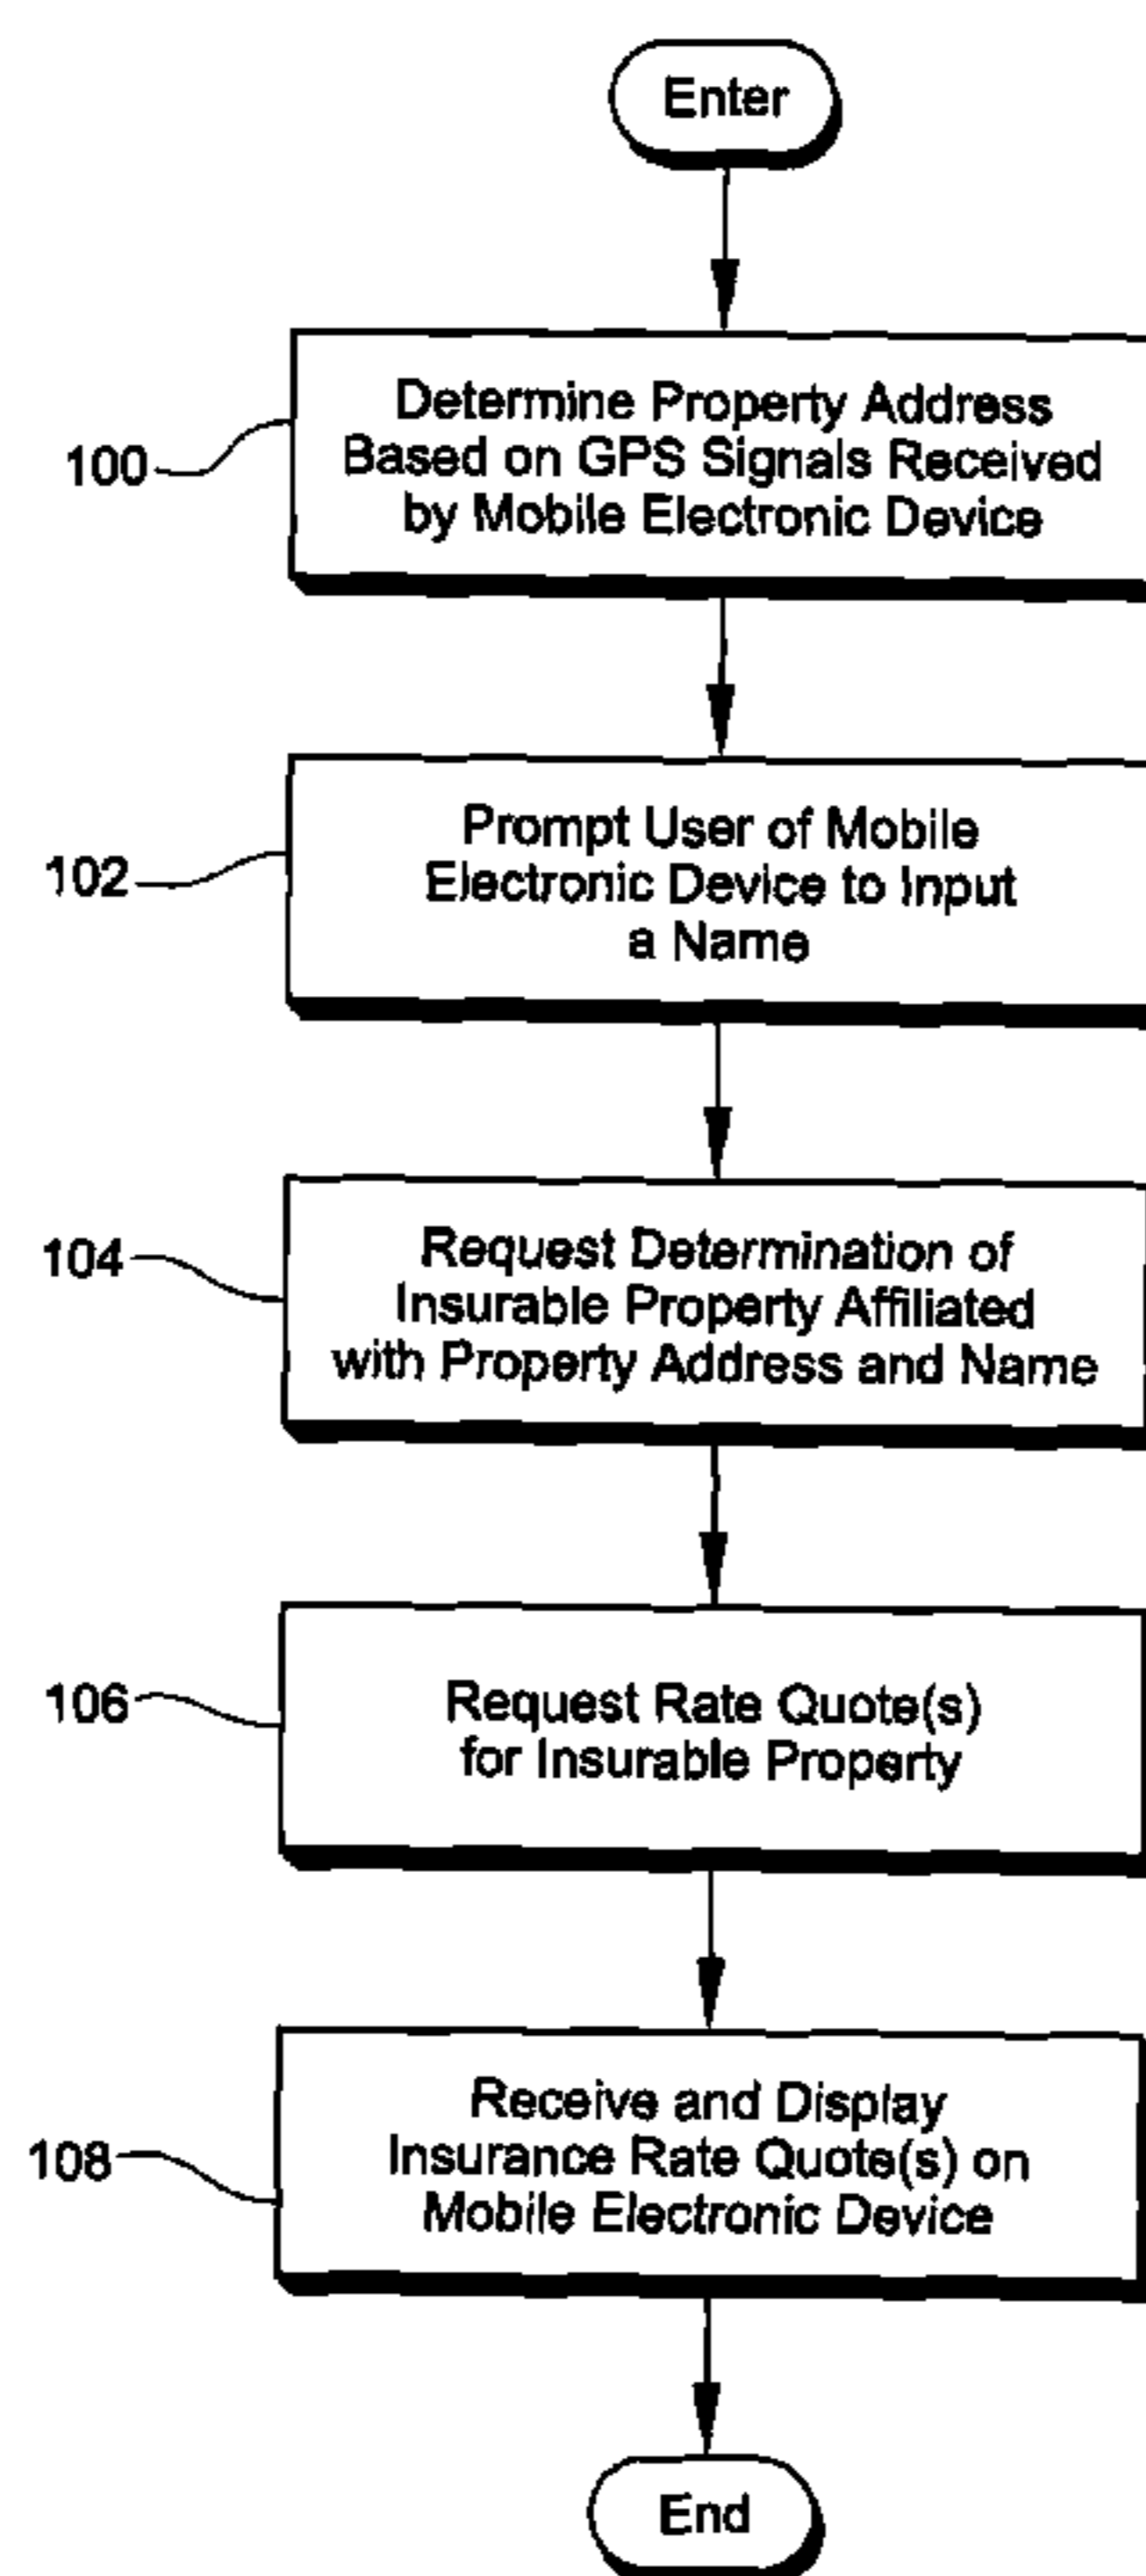 Enter
100
Determine Property Address
Based on GPS Signals Received
by Mobile Electronic Device
102
Prompt User of Mobile
Electronic Device to Input
a Name
104
Request Determination of
Insurable Property Affiliated
with Property Address and Name
106
Request Rate Quote(s)
for Insurable Property
108
Receive and Display
Insurance Rate Quote(s) on
Mobile Electronic Device
End